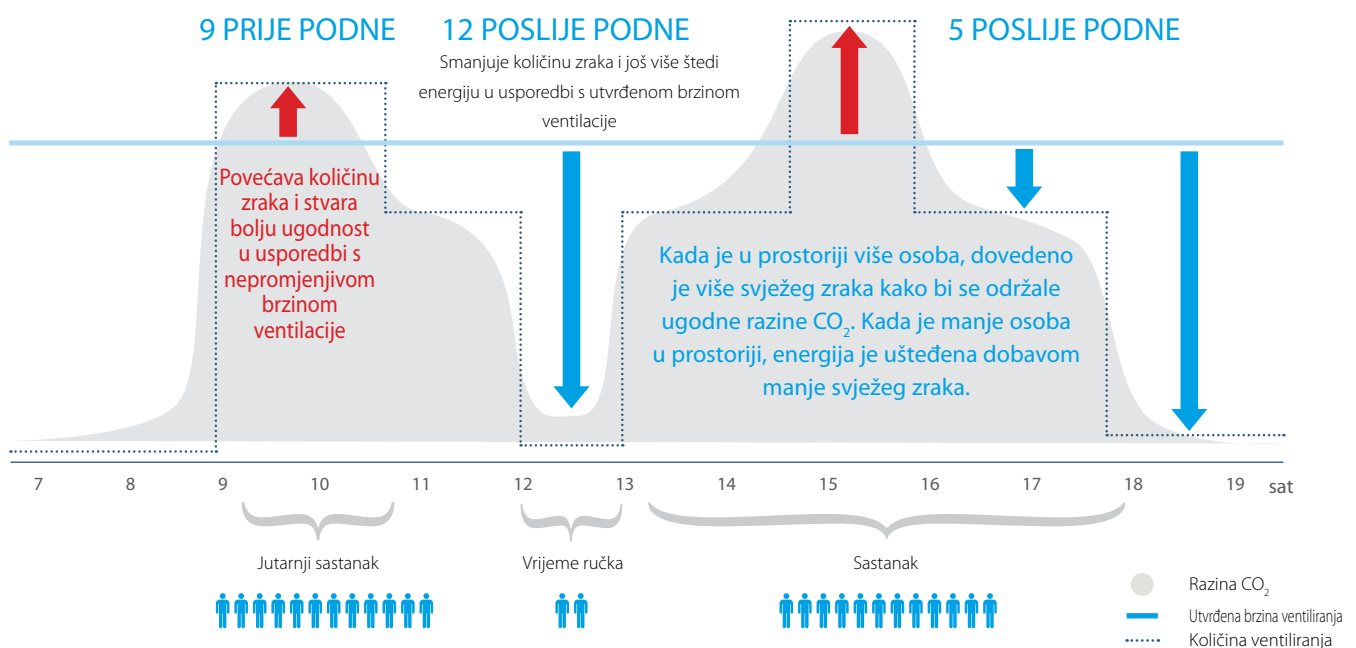 9 PRIJE PODNE
12 POSLIJE PODNE
5 POSLIJE PODNE
Smanjuje količinu zraka i još više štedi
energiju u usporedbi s utvrđenom brzinom
ventilacije
Povećava količinu
zraka i stvara
bolju ugodnost
u usporedbi s
nepromjenjivom
brzinom
ventilacije
Kada je u prostoriji više osoba, dovedeno
je više svježeg zraka kako bi se održale
ugodne razine CO₂. Kada je manje osoba
u prostoriji, energija je ušteđena dobavom
manje svježeg zraka.
7 8 9 10 11 12 13 14 15 16 17 18 19 sat
Jutarnji sastanak
Vrijeme ručka
Sastanak
Razina CO₂
Utvrđena brzina ventiliranja
Količina ventiliranja